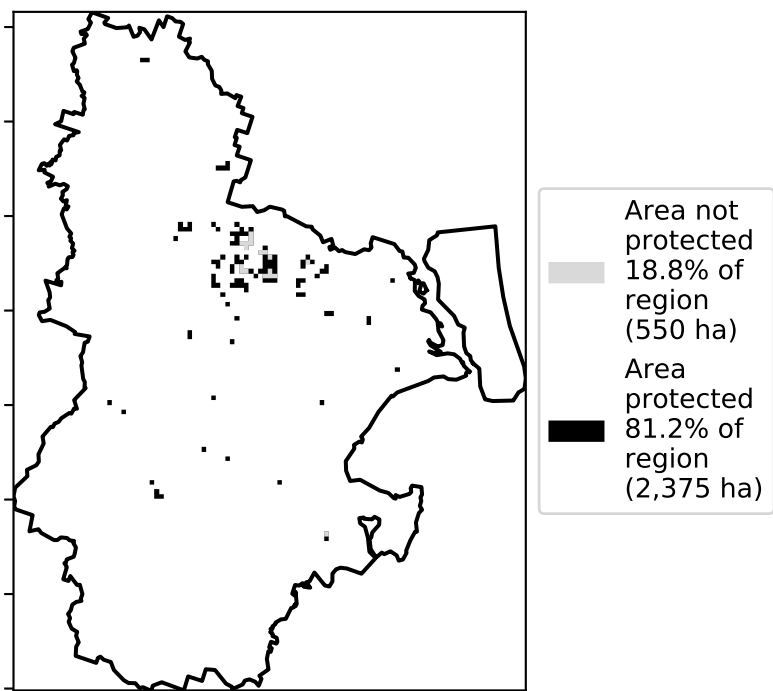 Area not
protected
18.8% of
region
(550 ha)
Area
protected
81.2% of
region
(2,375 ha)